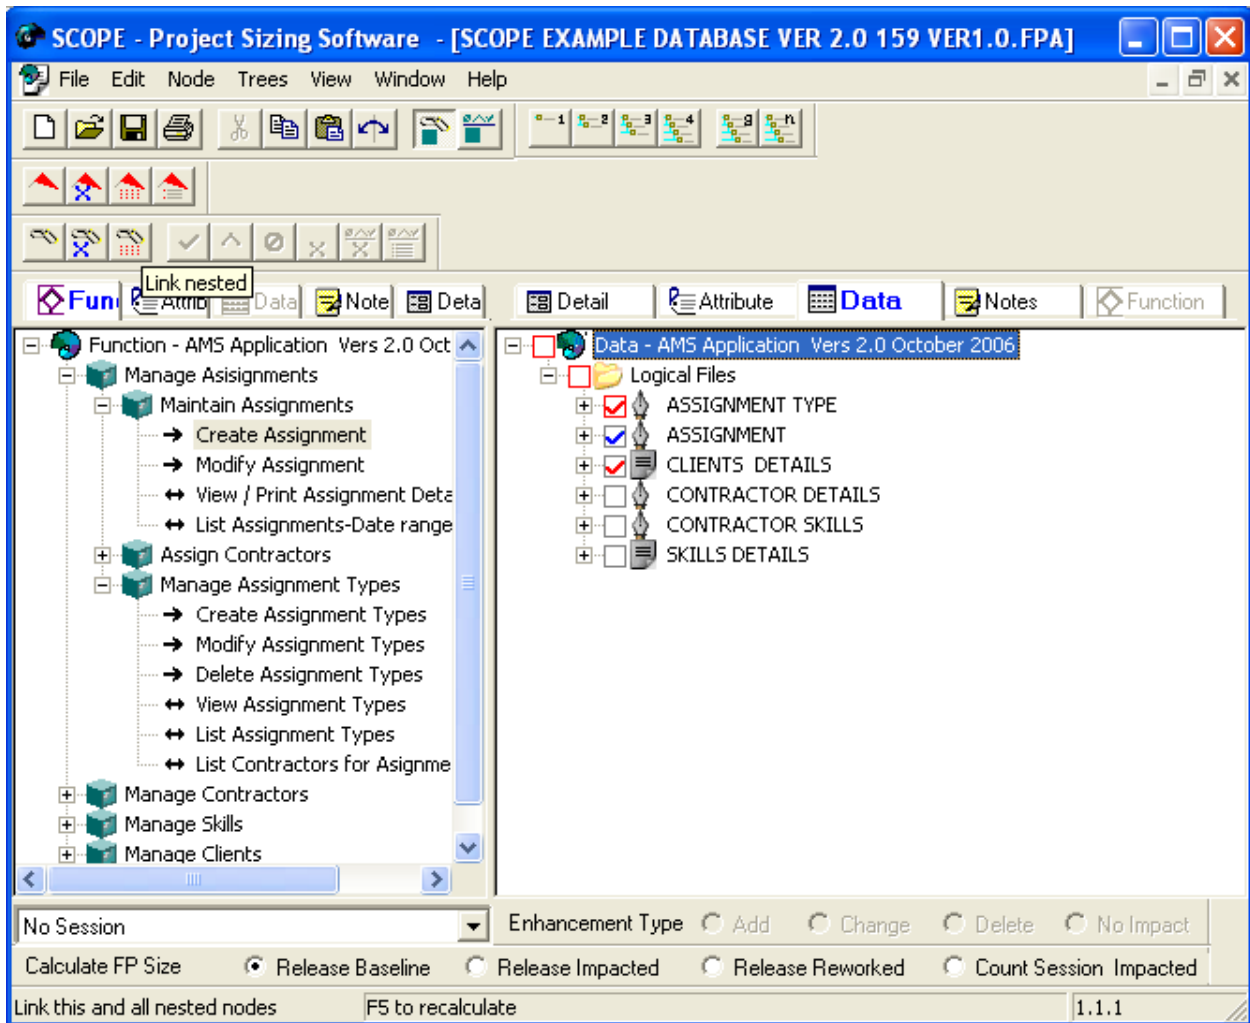 SCOPE - Project Sizing Software - [SCOPE EXAMPLE DATABASE VER 2.0 159 VER1.0.FPA]
File Edit Node Trees View Window Help
1 2 3 4 g n
Link nested
Fun Attrib Data Note Deta Detail Attribute Data Notes Function
Function - AMS Application Vers 2.0 Oct
Manage Asisignments
Maintain Assignments
Create Assignment
Modify Assignment
View / Print Assignment Deta
List Assignments-Date range
Assign Contractors
Manage Assignment Types
Create Assignment Types
Modify Assignment Types
Delete Assignment Types
View Assignment Types
List Assignment Types
List Contractors for Asignme
Manage Contractors
Manage Skills
Manage Clients
Data - AMS Application Vers 2.0 October 2006
Logical Files
ASSIGNMENT TYPE
ASSIGNMENT
CLIENTS DETAILS
CONTRACTOR DETAILS
CONTRACTOR SKILLS
SKILLS DETAILS
No Session Enhancement Type Add Change Delete No Impact
Calculate FP Size Release Baseline Release Impacted Release Reworked Count Session Impacted
Link this and all nested nodes F5 to recalculate 1.1.1